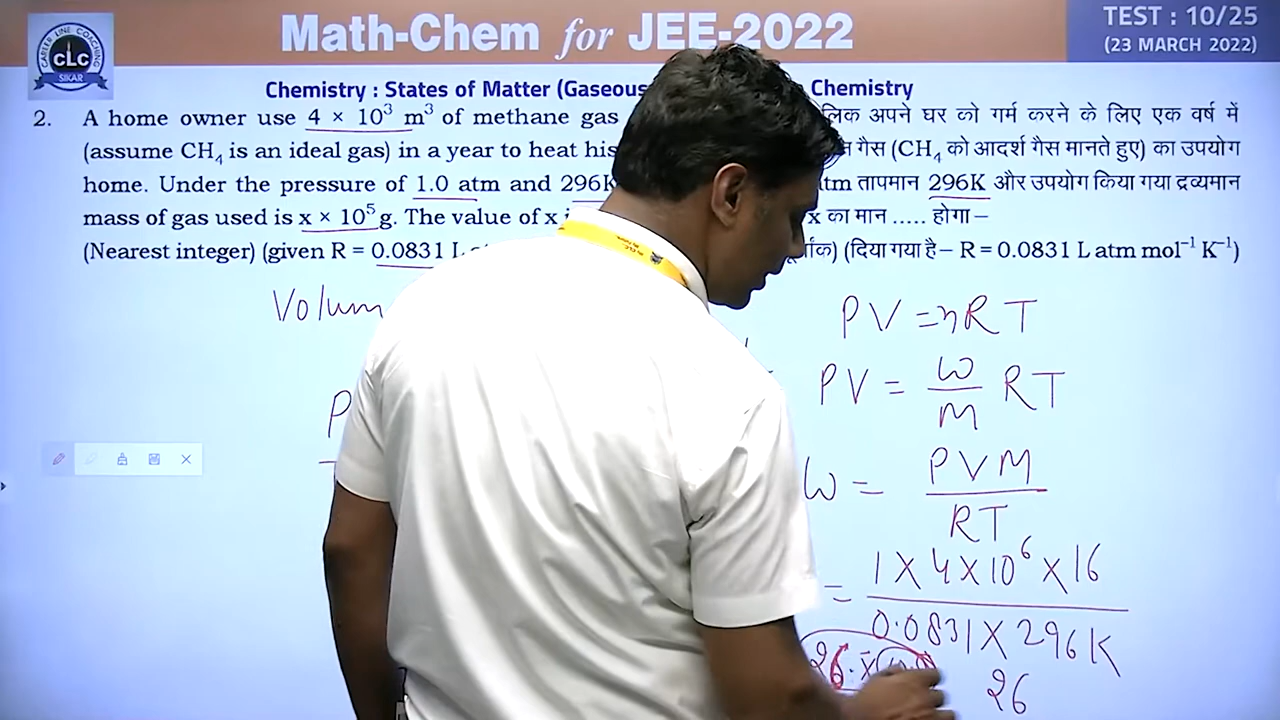 CAREER LINE COACHING
CLC
SIKAR
Math-Chem for JEE-2022
TEST : 10/25
(23 MARCH 2022)
Chemistry : States of Matter (Gaseous
Chemistry
2. A home owner use 4 × 10³ m³ of methane gas
(assume CH₄ is an ideal gas) in a year to heat his
home. Under the pressure of 1.0 atm and 296K
mass of gas used is x × 10⁵g. The value of x
(Nearest integer) (given R = 0.0831 L
लिक अपने घर को गर्म करने के लिए एक वर्ष में
गैस (CH₄ को आदर्श गैस मानते हुए) का उपयोग
atm तापमान 296K और उपयोग किया गया द्रव्यमान
x का मान ..... होगा –
(दिया गया है– R = 0.0831 L atm mol⁻¹ K⁻¹)
Volum
P
PV = nRT
PV = w/M RT
W = PVM/RT
= 1 × 4 × 10⁶ × 16 / 0.0831 × 296K
26
26